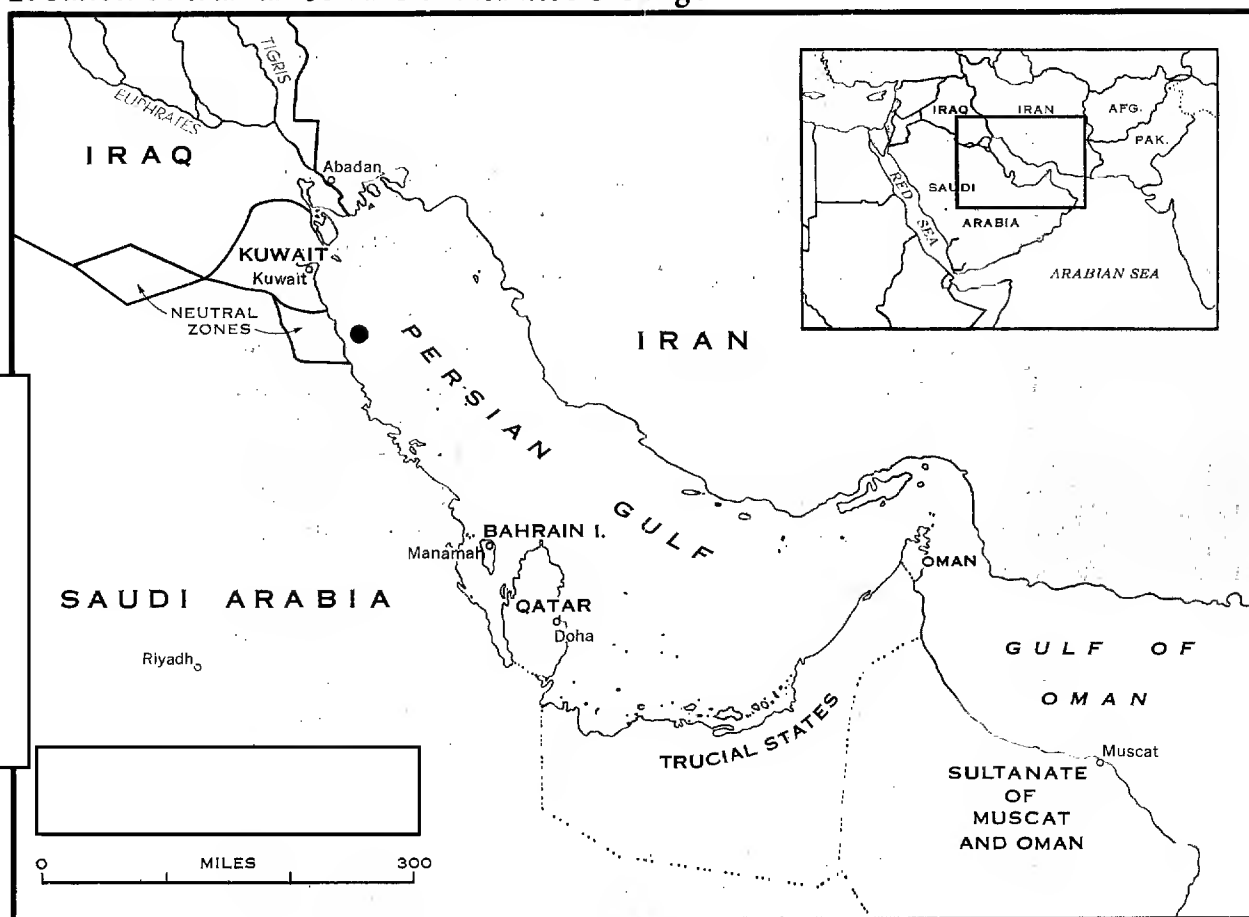 TIGRIS
EUPHRATES
IRAQ
Abadan
KUWAIT
Kuwait
NEUTRAL
ZONES
PERSIAN GULF
IRAN
BAHRAIN I.
Manamah
QATAR
Doha
SAUDI ARABIA
Riyadh
OMAN
GULF OF
OMAN
TRUCIAL STATES
Muscat
SULTANATE
OF
MUSCAT
AND OMAN
0 MILES 300
IRAQ
IRAN
AFG.
PAK.
RED SEA
SAUDI
ARABIA
ARABIAN SEA